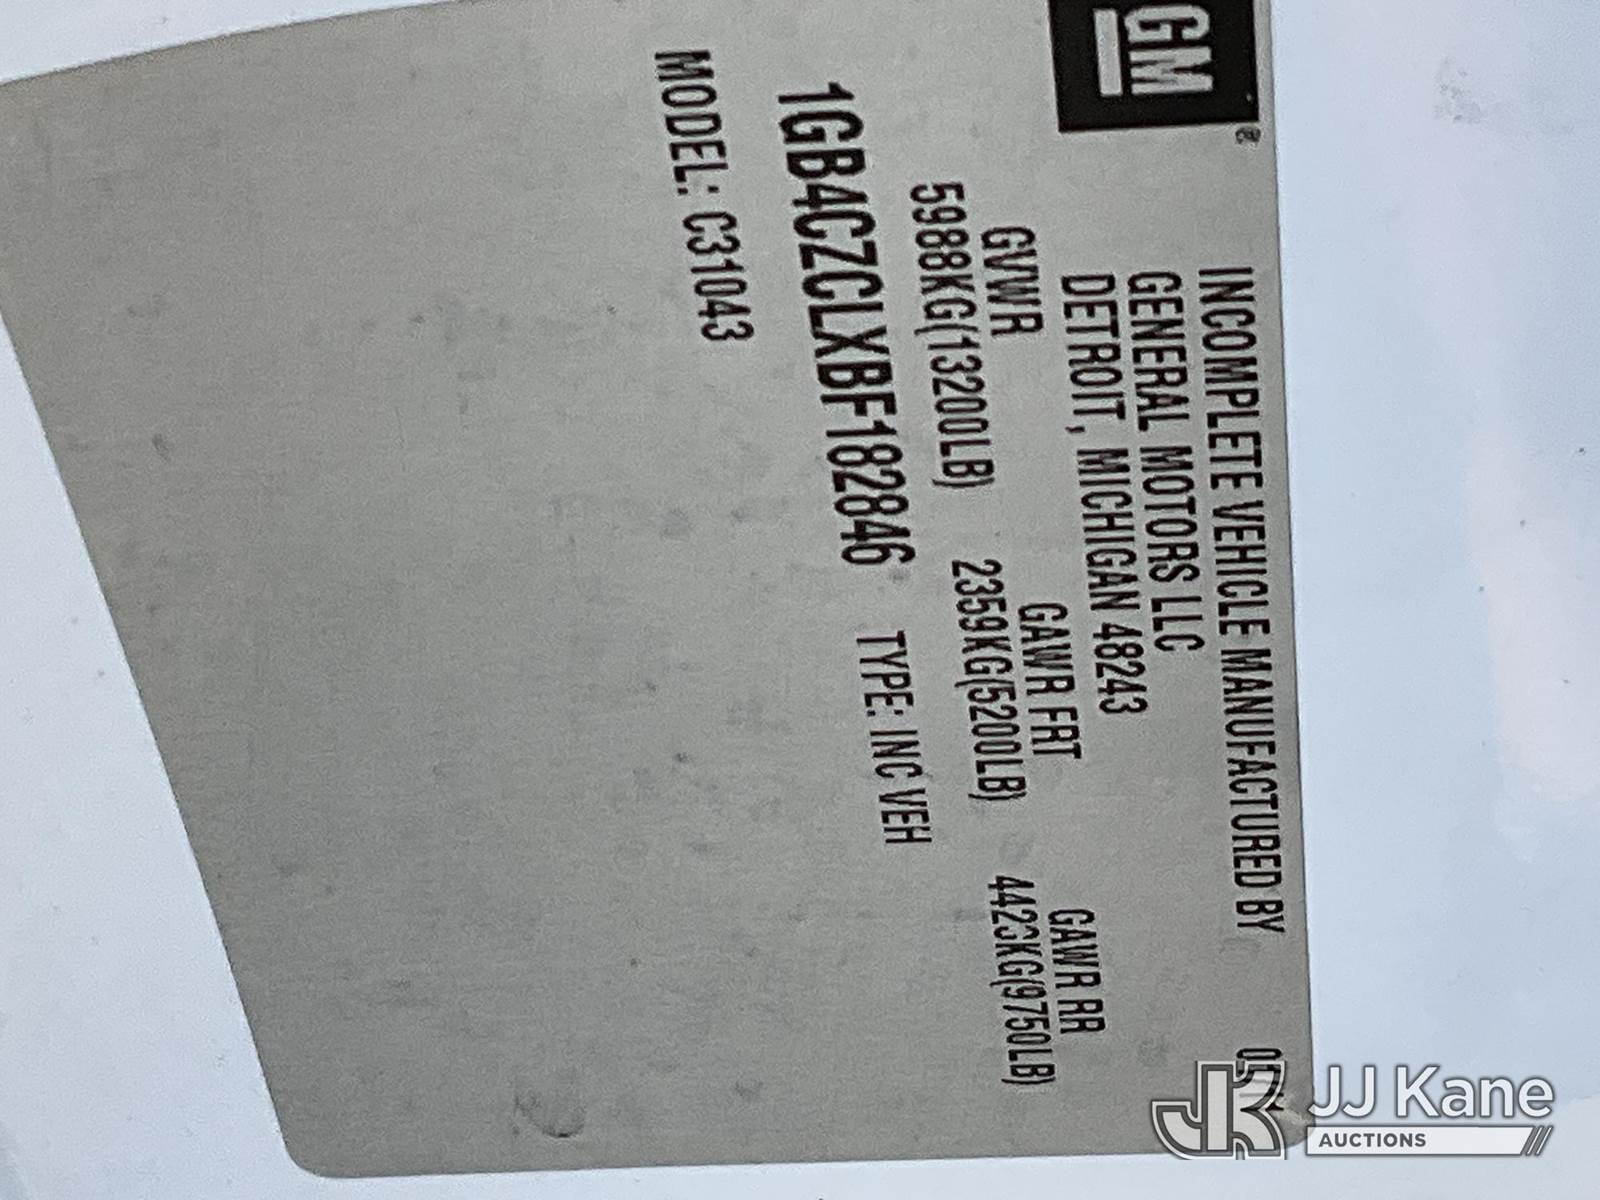 GM
INCOMPLETE VEHICLE MANUFACTURED BY
GENERAL MOTORS LLC
DETROIT, MICHIGAN 48243
GVWR GAWR FRT GAWR RR
5988KG(13200LB) 2359KG(5200LB) 4423KG(9750LB)
1GB4CZCLXBF182846 TYPE: INC VEH
MODEL: C31043
JJ Kane
AUCTIONS